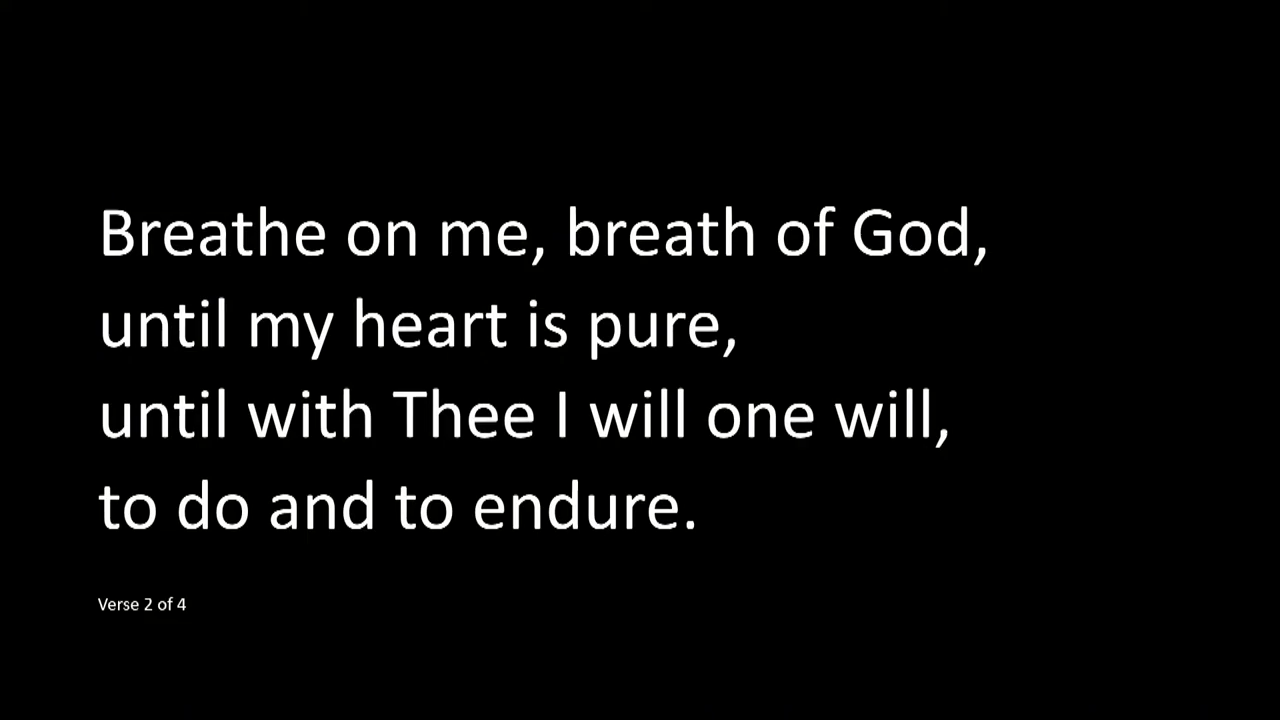 Breathe on me, breath of God,
until my heart is pure,
until with Thee I will one will,
to do and to endure.
Verse 2 of 4